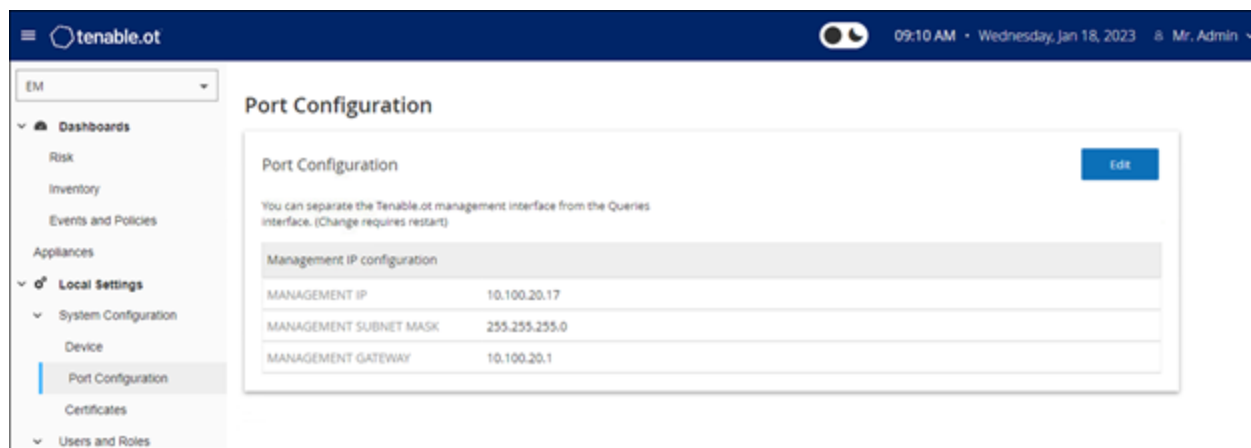 tenable.ot
09:10 AM • Wednesday, Jan 18, 2023 Mr. Admin
EM
Port Configuration
Dashboards
Risk
Inventory
Events and Policies
Appliances
Local Settings
System Configuration
Device
Port Configuration
Certificates
Users and Roles
Port Configuration
Edit
You can separate the Tenable.ot management interface from the Queries
interface. (Change requires restart)
Management IP configuration
MANAGEMENT IP 10.100.20.17
MANAGEMENT SUBNET MASK 255.255.255.0
MANAGEMENT GATEWAY 10.100.20.1